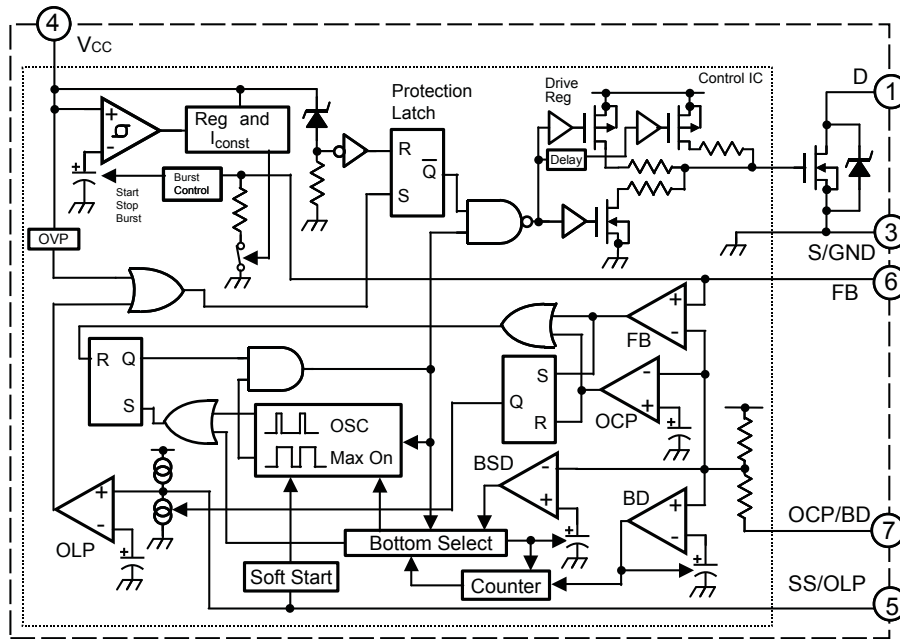 4
VCC
Control IC
D
1
Drive
Reg
Protection
Latch
+
-
Reg and
Iconst
R
Q
S
Delay
Start
Stop
Burst
Burst
Control
+
S/GND
3
OVP
6
FB
+
-
FB
R
Q
S
S
Q
R
-
+
OCP
+
OSC
Max On
BSD
-
+
+
-
OLP
+
BD
+
-
OCP/BD
7
+
+
Bottom Select
Soft Start
Counter
SS/OLP
5